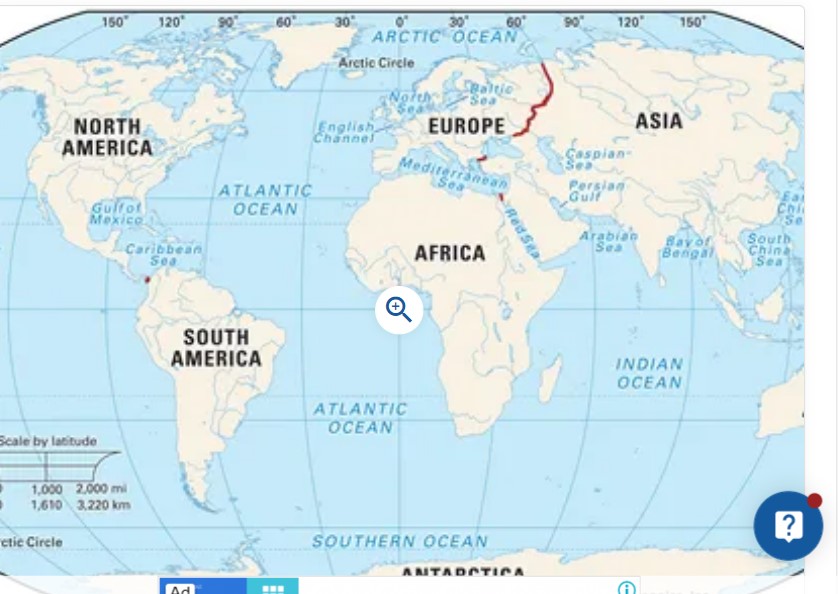 150° 120° 90° 60° 30° 0° 30° 60° 90° 120° 150°
ARCTIC OCEAN
Arctic Circle
NORTH
AMERICA
North
Sea
Baltic
Sea
EUROPE
ASIA
English
Channel
Mediterranean
Sea
Caspian
Sea
Persian
Gulf
ATLANTIC
OCEAN
Gulf of
Mexico
Caribbean
Sea
AFRICA
Red Sea
Arabian
Sea
Bay of
Bengal
South
China
Sea
Sea
SOUTH
AMERICA
INDIAN
OCEAN
ATLANTIC
OCEAN
Scale by latitude
1,000 2,000 mi
1,610 3,220 km
ctic Circle
SOUTHERN OCEAN
ANTARCTICA
Ad
?